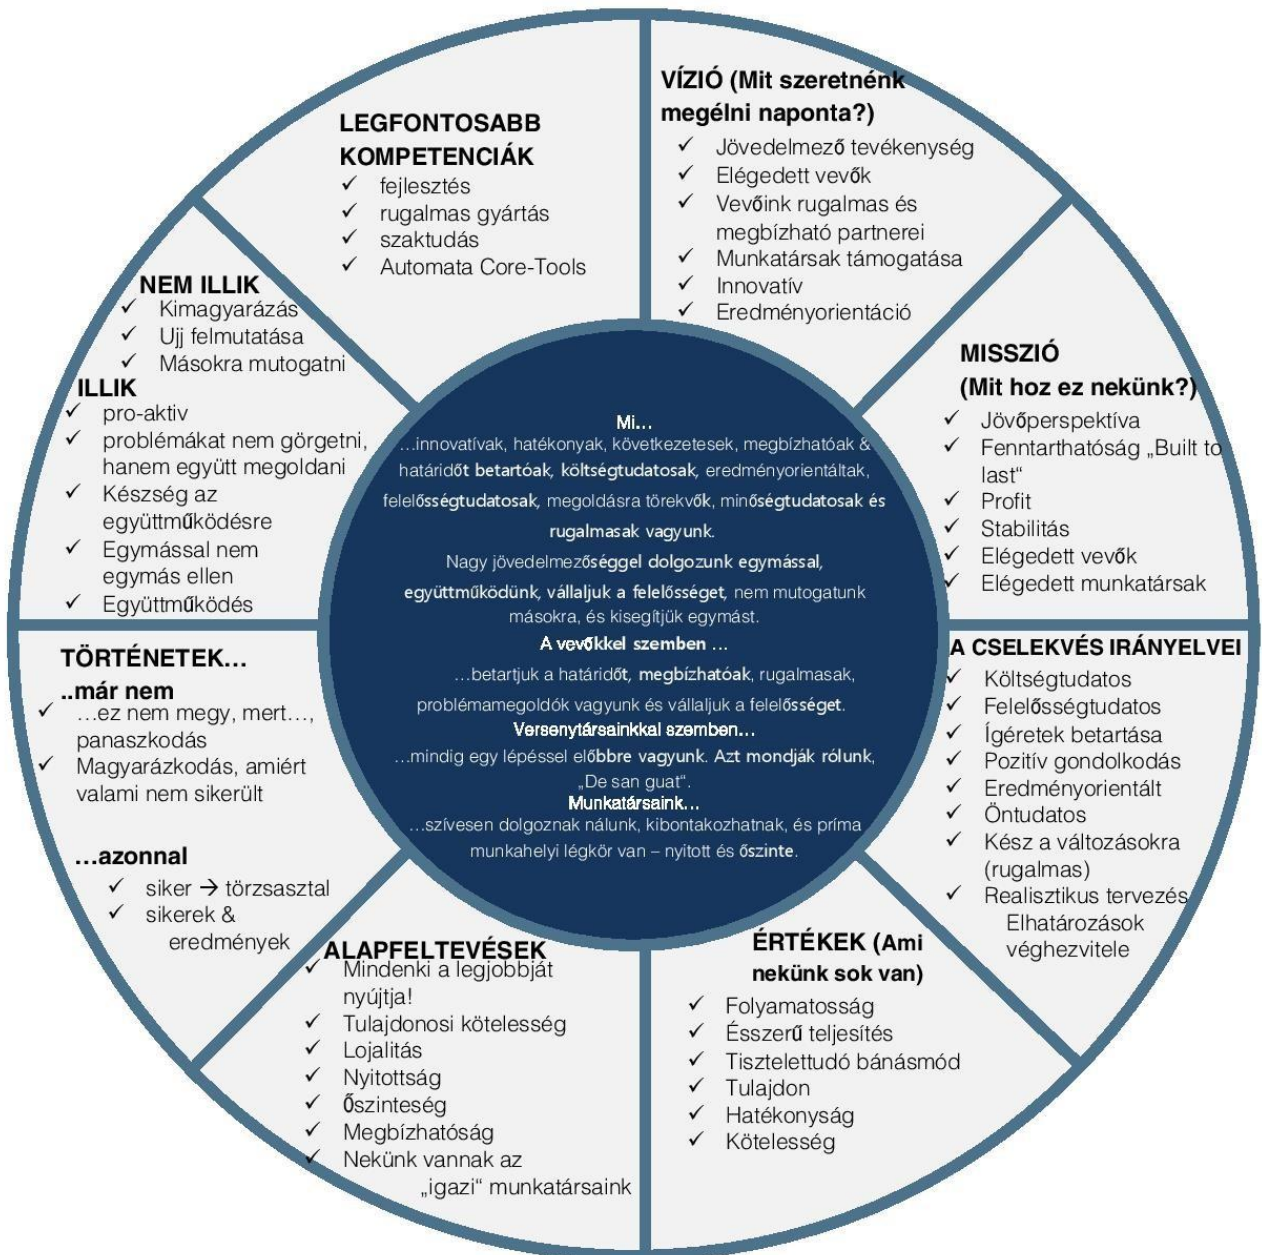 LEGFONTOSABB
KOMPETENCIÁK
✓ fejlesztés
✓ rugalmas gyártás
✓ szaktudás
✓ Automata Core-Tools
VÍZIÓ (Mit szeretnénk
megélni naponta?)
✓ Jövedelmező tevékenység
✓ Elégedett vevők
✓ Vevőink rugalmas és
megbízható partnerei
✓ Munkatársak támogatása
✓ Innovatív
✓ Eredményorientáció
MISSZIÓ
(Mit hoz ez nekünk?)
✓ Jövőperspektíva
✓ Fenntarthatóság „Built to
last“
✓ Profit
✓ Stabilitás
✓ Elégedett vevők
✓ Elégedett munkatársak
A CSELEKVÉS IRÁNYELVEI
✓ Költségtudatos
✓ Felelősségtudatos
✓ Ígéretek betartása
✓ Pozitív gondolkodás
✓ Eredményorientált
✓ Öntudatos
✓ Kész a változásokra
(rugalmas)
✓ Realisztikus tervezés
Elhatározások
véghezvitele
ÉRTÉKEK (Ami
nekünk sok van)
✓ Folyamatosság
✓ Ésszerű teljesítés
✓ Tisztelettudó bánásmód
✓ Tulajdon
✓ Hatékonyság
✓ Kötelesség
ALAPFELTEVÉSEK
✓ Mindenki a legjobbját
nyújtja!
✓ Tulajdonosi kötelesség
✓ Lojalitás
✓ Nyitottság
✓ őszinteség
✓ Megbízhatóság
✓ Nekünk vannak az
„igazi“ munkatársaink
TÖRTÉNETEK…
..már nem
✓ …ez nem megy, mert…,
panaszkodás
✓ Magyarázkodás, amiért
valami nem sikerült
…azonnal
✓ siker → törzsasztal
✓ sikerek &
eredmények
NEM ILLIK
✓ Kimagyarázás
✓ Ujj felmutatása
✓ Másokra mutogatni
ILLIK
✓ pro-aktiv
✓ problémákat nem görgetni,
hanem együtt megoldani
✓ Készség az
együttműködésre
✓ Egymással nem
egymás ellen
✓ Együttműködés
Mi…
…innovatívak, hatékonyak, következetesek, megbízhatóak &
határidőt betartóak, költségtudatosak, eredményorientáltak,
felelősségtudatosak, megoldásra törekvők, minőségtudatosak és
rugalmasak vagyunk.
Nagy jövedelmezőséggel dolgozunk egymással,
együttműködünk, vállaljuk a felelősséget, nem mutogatunk
másokra, és kisegítjük egymást.
A vevőkkel szemben …
…betartjuk a határidőt, megbízhatóak, rugalmasak,
problémamegoldók vagyunk és vállaljuk a felelősséget.
Versenytársainkkal szemben…
…mindig egy lépéssel előbbre vagyunk. Azt mondják rólunk,
„De san guat“.
Munkatársaink…
…szívesen dolgoznak nálunk, kibontakozhatnak, és príma
munkahelyi légkör van – nyitott és őszinte.